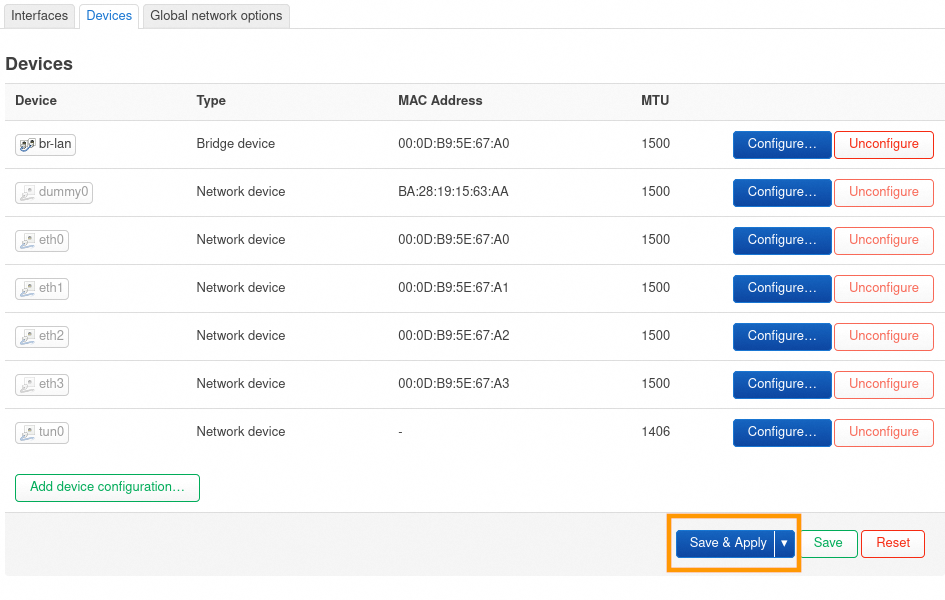 Interfaces Devices Global network options
Devices
Device Type MAC Address MTU
br-lan Bridge device 00:0D:B9:5E:67:A0 1500 Configure… Unconfigure
dummy0 Network device BA:28:19:15:63:AA 1500 Configure… Unconfigure
eth0 Network device 00:0D:B9:5E:67:A0 1500 Configure… Unconfigure
eth1 Network device 00:0D:B9:5E:67:A1 1500 Configure… Unconfigure
eth2 Network device 00:0D:B9:5E:67:A2 1500 Configure… Unconfigure
eth3 Network device 00:0D:B9:5E:67:A3 1500 Configure… Unconfigure
tun0 Network device - 1406 Configure… Unconfigure
Add device configuration…
Save & Apply ▾ Save Reset